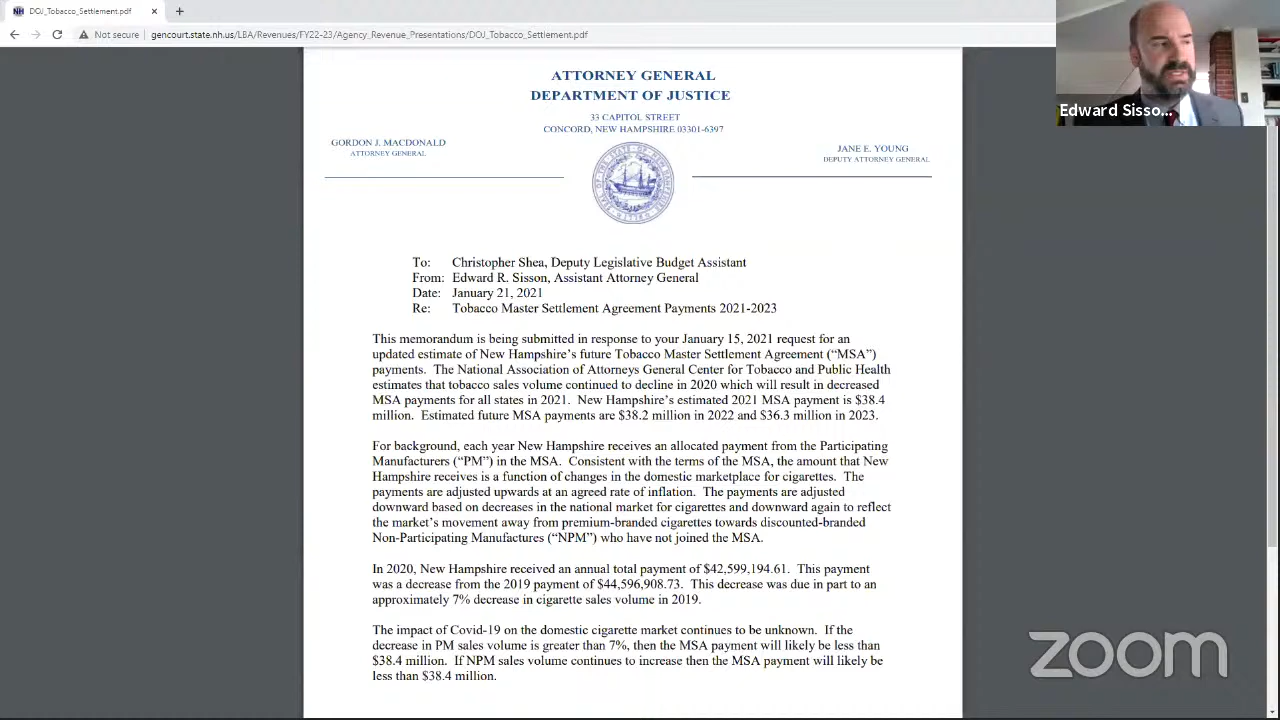 DOJ_Tobacco_Settlement.pdf
Not secure
gencourt.state.nh.us/LBA/Revenues/FY22-23/Agency_Revenue_Presentations/DOJ_Tobacco_Settlement.pdf
Edward Sisso...
ATTORNEY GENERAL
DEPARTMENT OF JUSTICE
33 CAPITOL STREET
CONCORD, NEW HAMPSHIRE 03301-6397
GORDON J. MACDONALD
ATTORNEY GENERAL
JANE E. YOUNG
DEPUTY ATTORNEY GENERAL
To: Christopher Shea, Deputy Legislative Budget Assistant
From: Edward R. Sisson, Assistant Attorney General
Date: January 21, 2021
Re: Tobacco Master Settlement Agreement Payments 2021-2023
This memorandum is being submitted in response to your January 15, 2021 request for an
updated estimate of New Hampshire's future Tobacco Master Settlement Agreement (“MSA”)
payments. The National Association of Attorneys General Center for Tobacco and Public Health
estimates that tobacco sales volume continued to decline in 2020 which will result in decreased
MSA payments for all states in 2021. New Hampshire's estimated 2021 MSA payment is $38.4
million. Estimated future MSA payments are $38.2 million in 2022 and $36.3 million in 2023.
For background, each year New Hampshire receives an allocated payment from the Participating
Manufacturers (“PM”) in the MSA. Consistent with the terms of the MSA, the amount that New
Hampshire receives is a function of changes in the domestic marketplace for cigarettes. The
payments are adjusted upwards at an agreed rate of inflation. The payments are adjusted
downward based on decreases in the national market for cigarettes and downward again to reflect
the market's movement away from premium-branded cigarettes towards discounted-branded
Non-Participating Manufactures (“NPM”) who have not joined the MSA.
In 2020, New Hampshire received an annual total payment of $42,599,194.61. This payment
was a decrease from the 2019 payment of $44,596,908.73. This decrease was due in part to an
approximately 7% decrease in cigarette sales volume in 2019.
The impact of Covid-19 on the domestic cigarette market continues to be unknown. If the
decrease in PM sales volume is greater than 7%, then the MSA payment will likely be less than
$38.4 million. If NPM sales volume continues to increase then the MSA payment will likely be
less than $38.4 million.
zoom